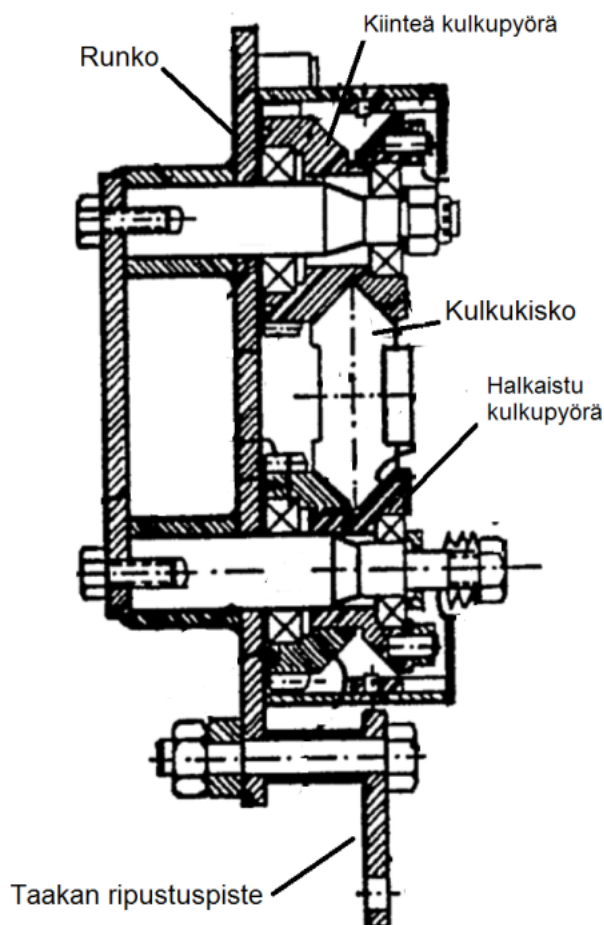 Kiinteä kulkupyörä
Runko
Kulkukisko
Halkaistu
kulkupyörä
Taakan ripustuspiste